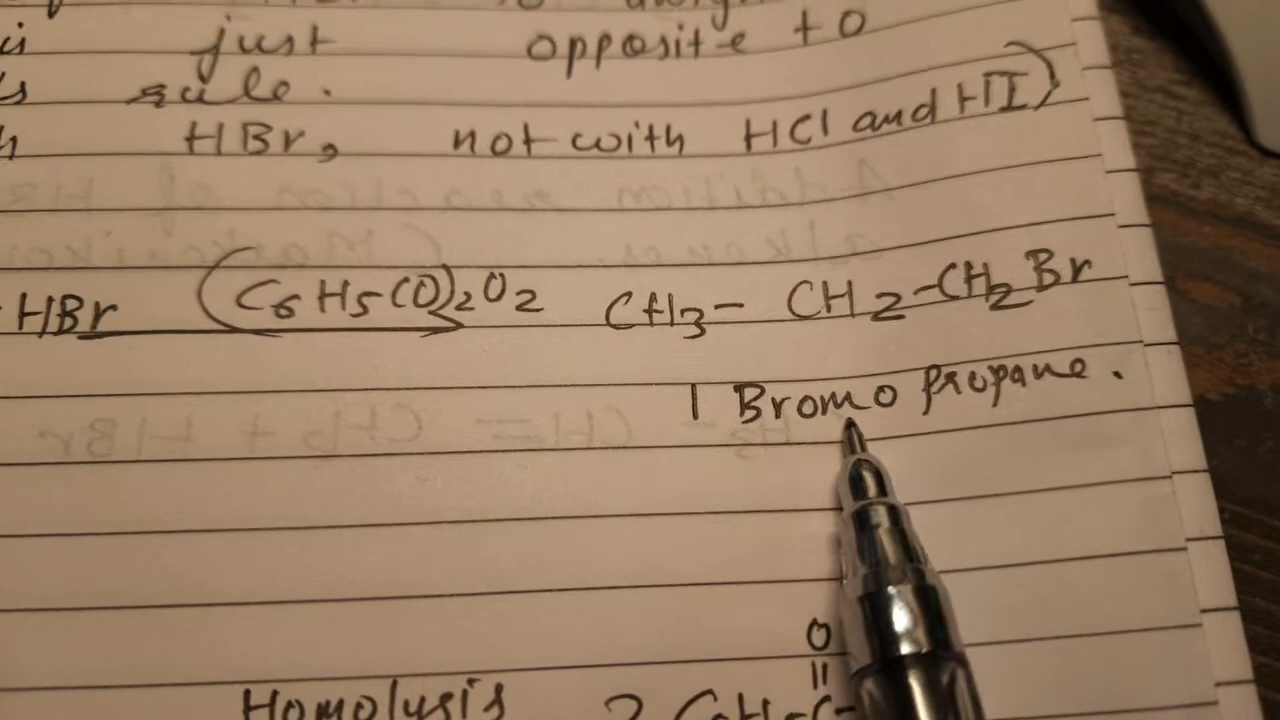 just opposite to
rule.
HBr, not with HCl and HI)
HBr (C6H5CO)2O2 CH3- CH2-CH2Br
1 Bromo propane.
O
||
Homolysis